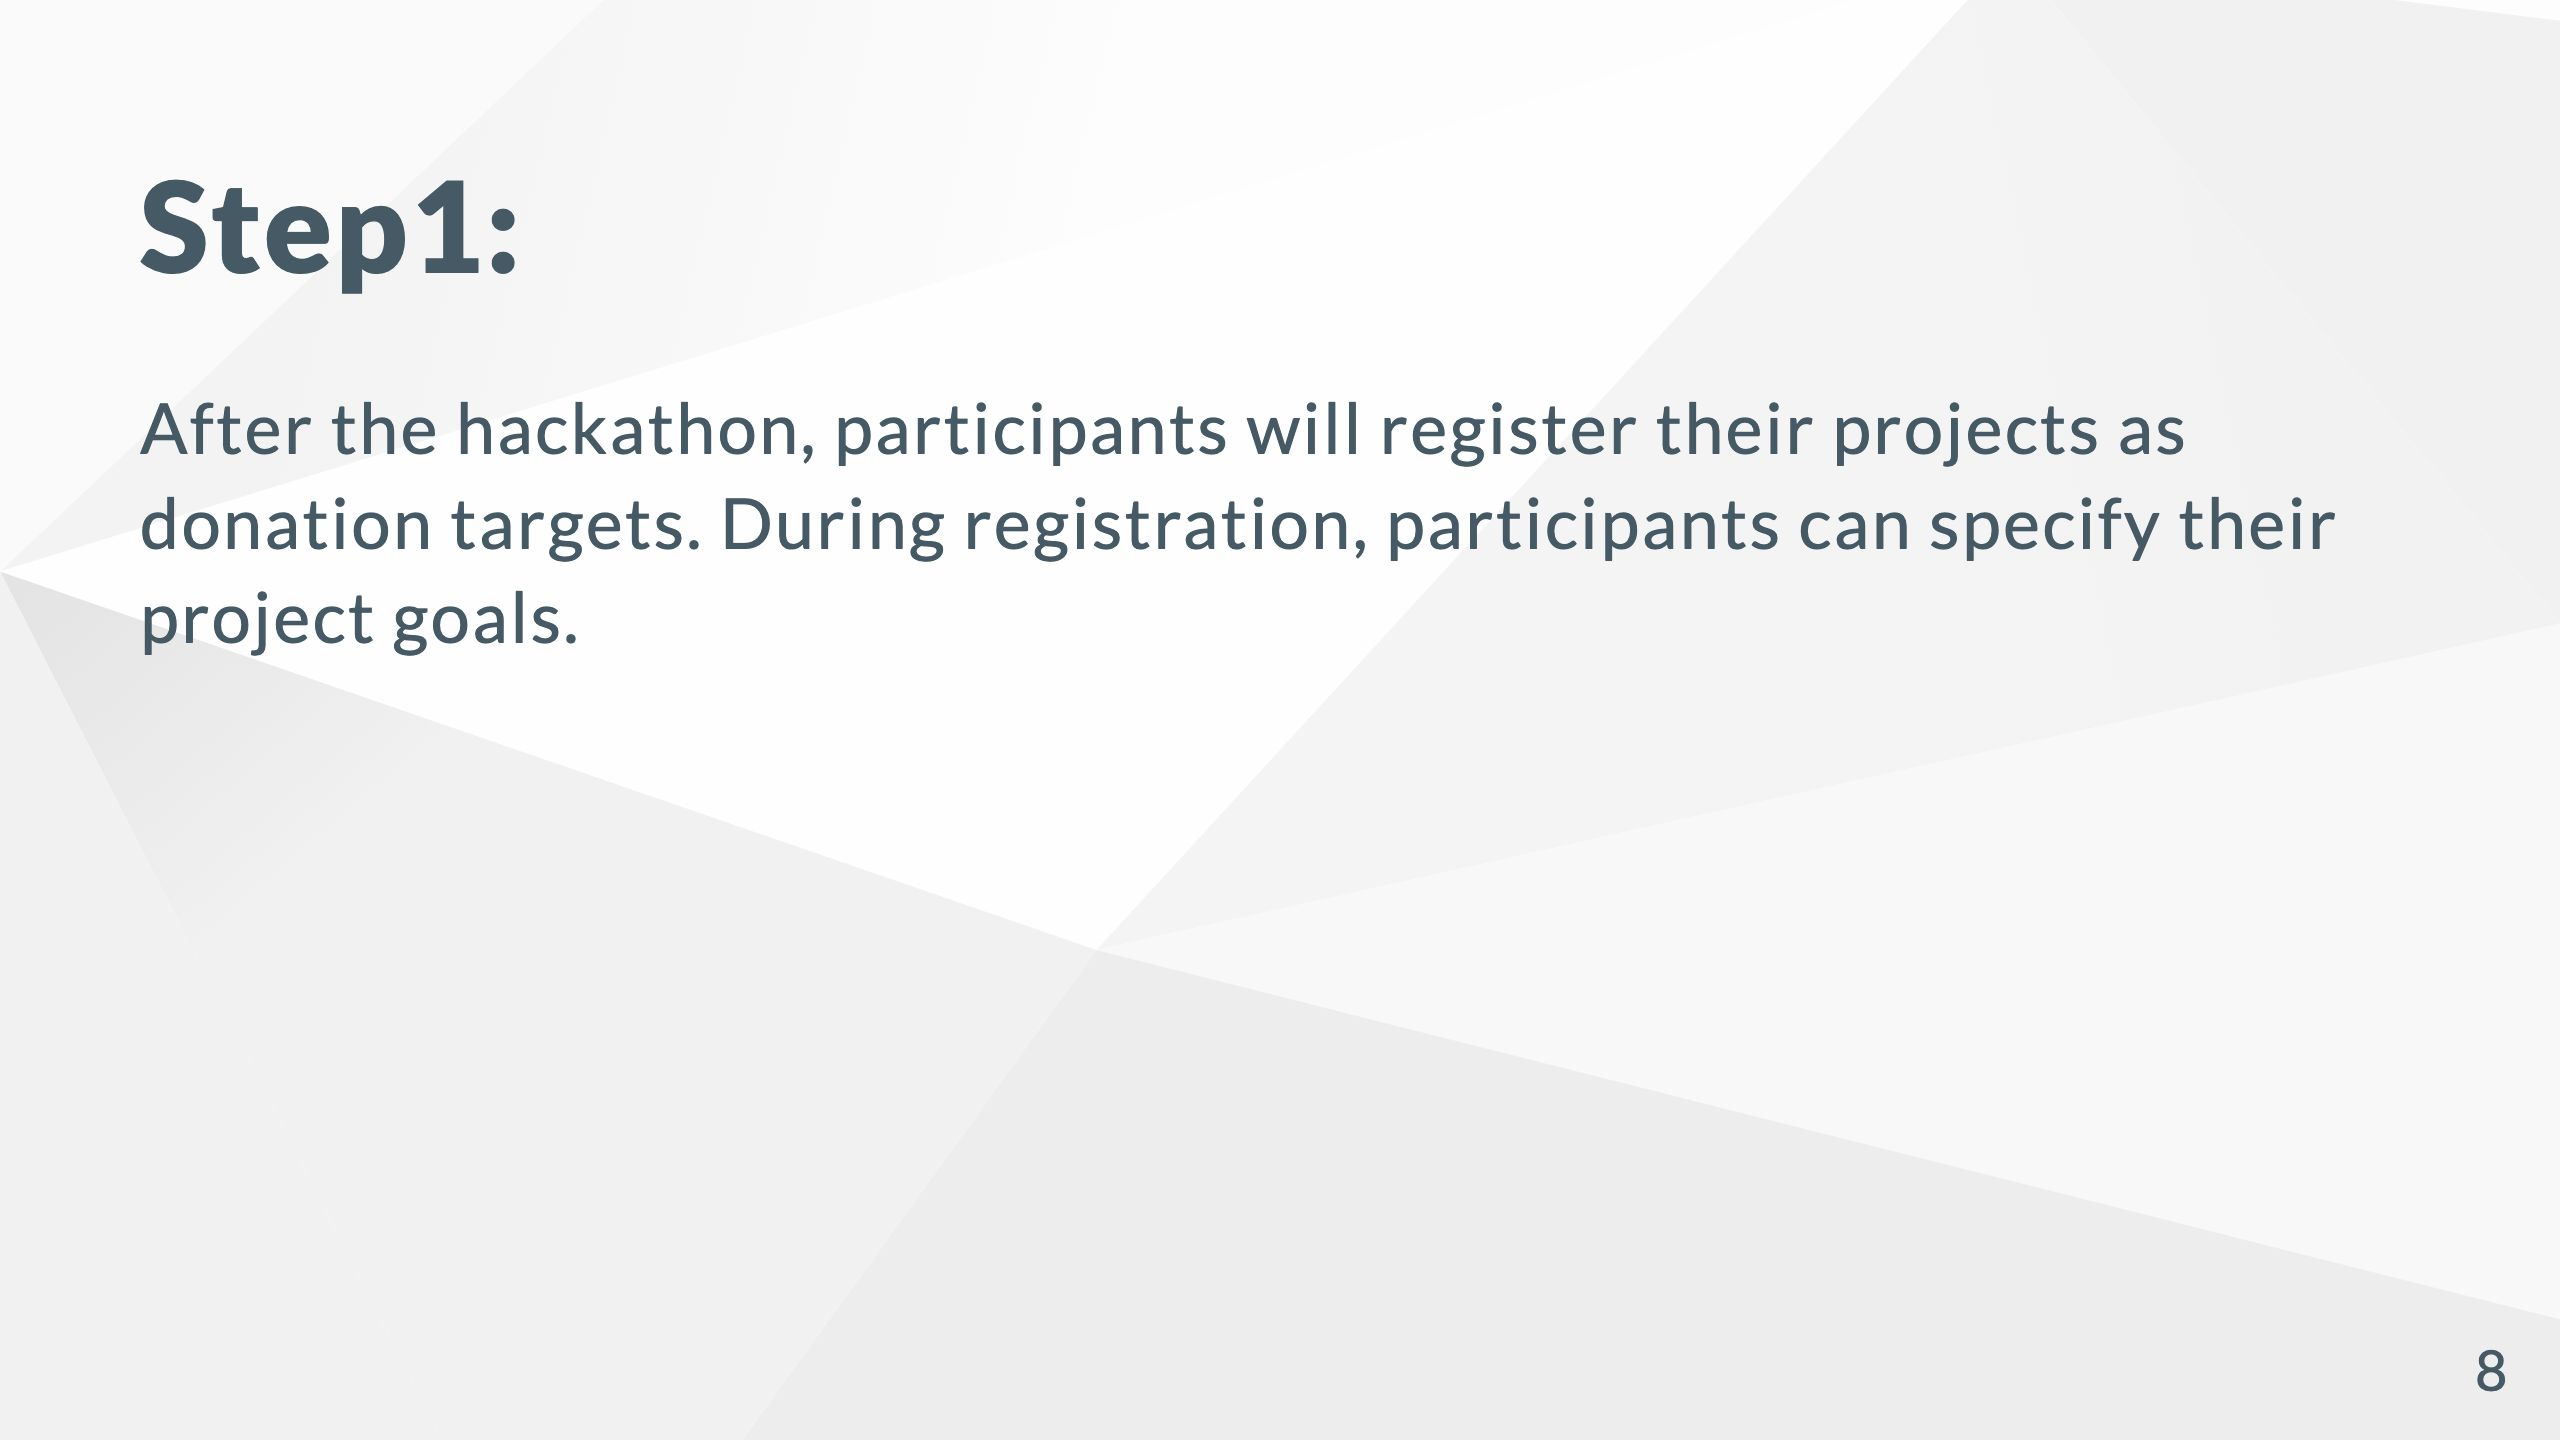 Step1:
After the hackathon, participants will register their projects as
donation targets. During registration, participants can specify their
project goals.
8